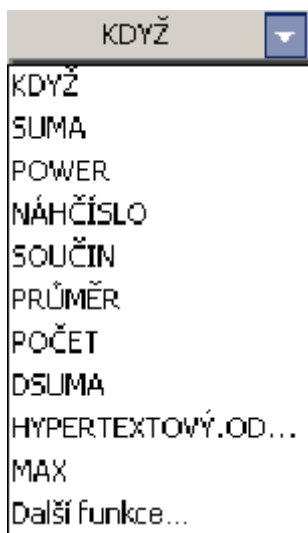 KDYŽ
KDYŽ
SUMA
POWER
NÁHČÍSLO
SOUČIN
PRŮMĚR
POČET
DSUMA
HYPERTEXTOVÝ.OD...
MAX
Další funkce...